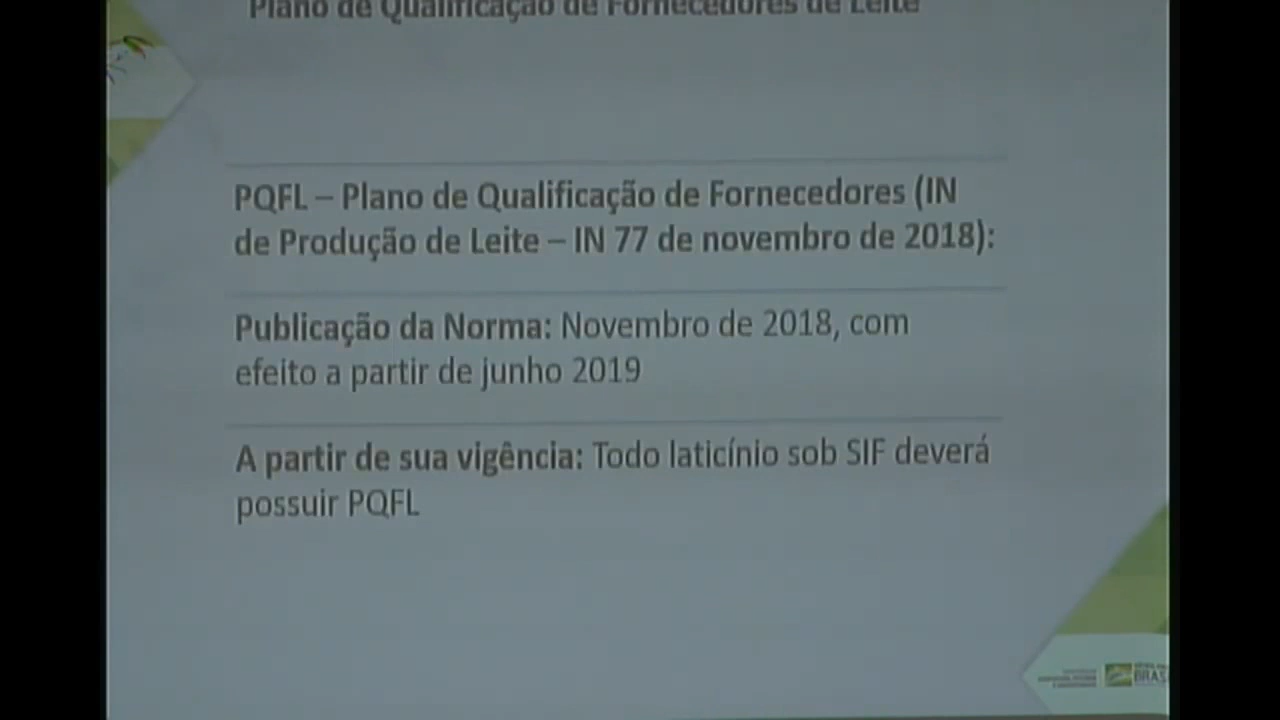 Plano de Qualificação de Fornecedores de Leite
PQFL – Plano de Qualificação de Fornecedores (IN
de Produção de Leite – IN 77 de novembro de 2018):
Publicação da Norma: Novembro de 2018, com
efeito a partir de junho 2019
A partir de sua vigência: Todo laticínio sob SIF deverá
possuir PQFL